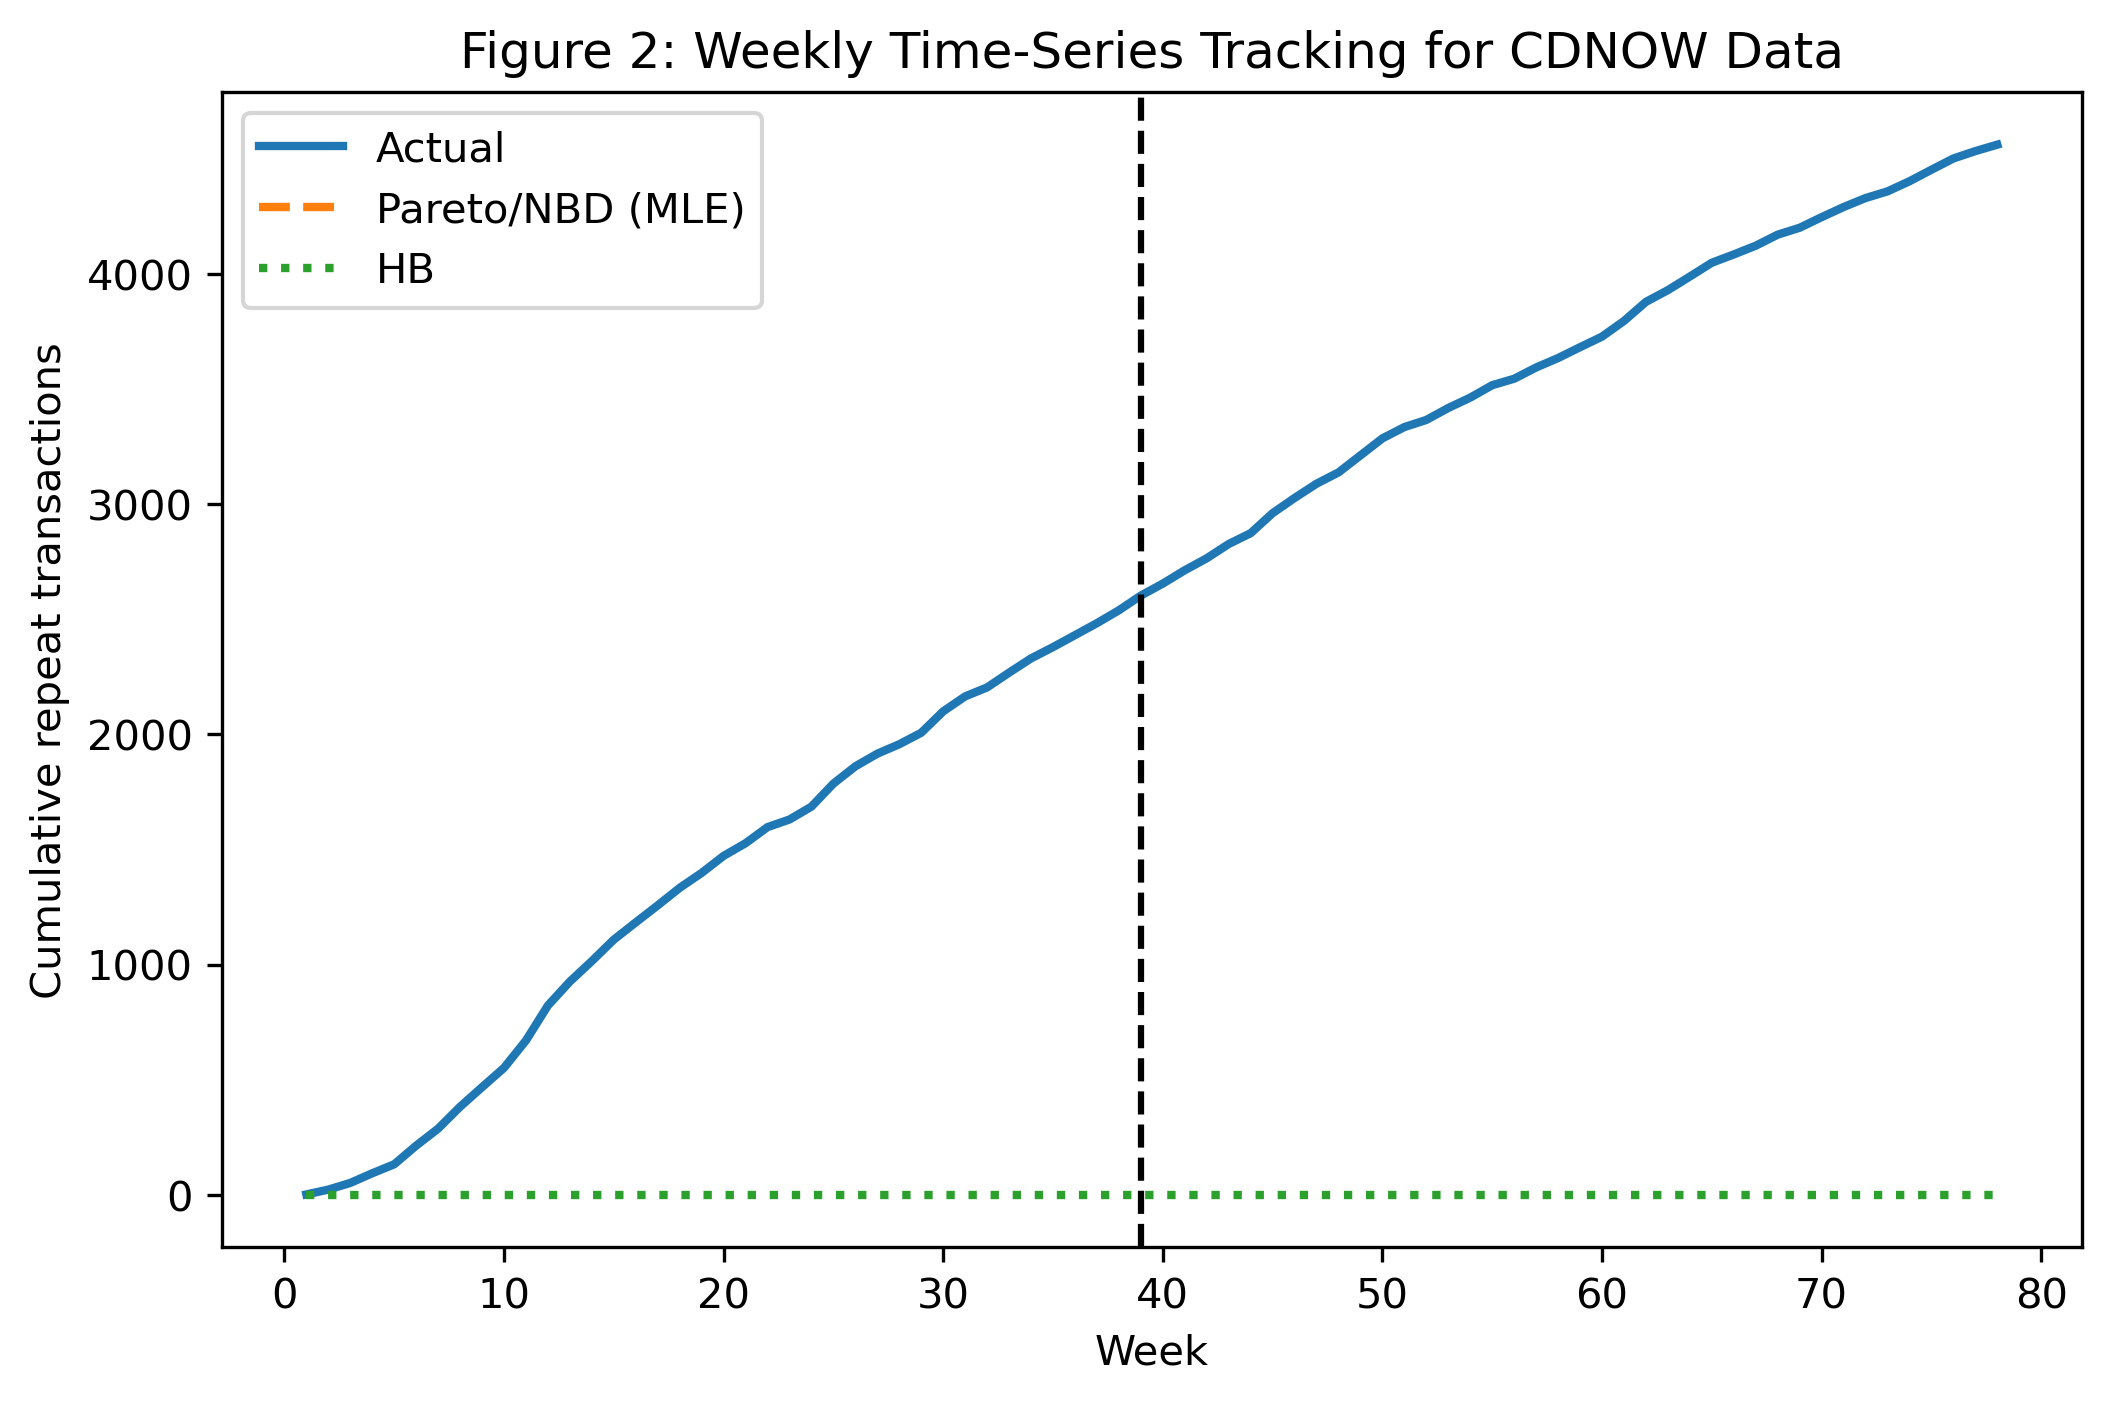 Figure 2: Weekly Time-Series Tracking for CDNOW Data
Actual
Pareto/NBD (MLE)
HB
Cumulative repeat transactions
4000
3000
2000
1000
0
0 10 20 30 40 50 60 70 80
Week